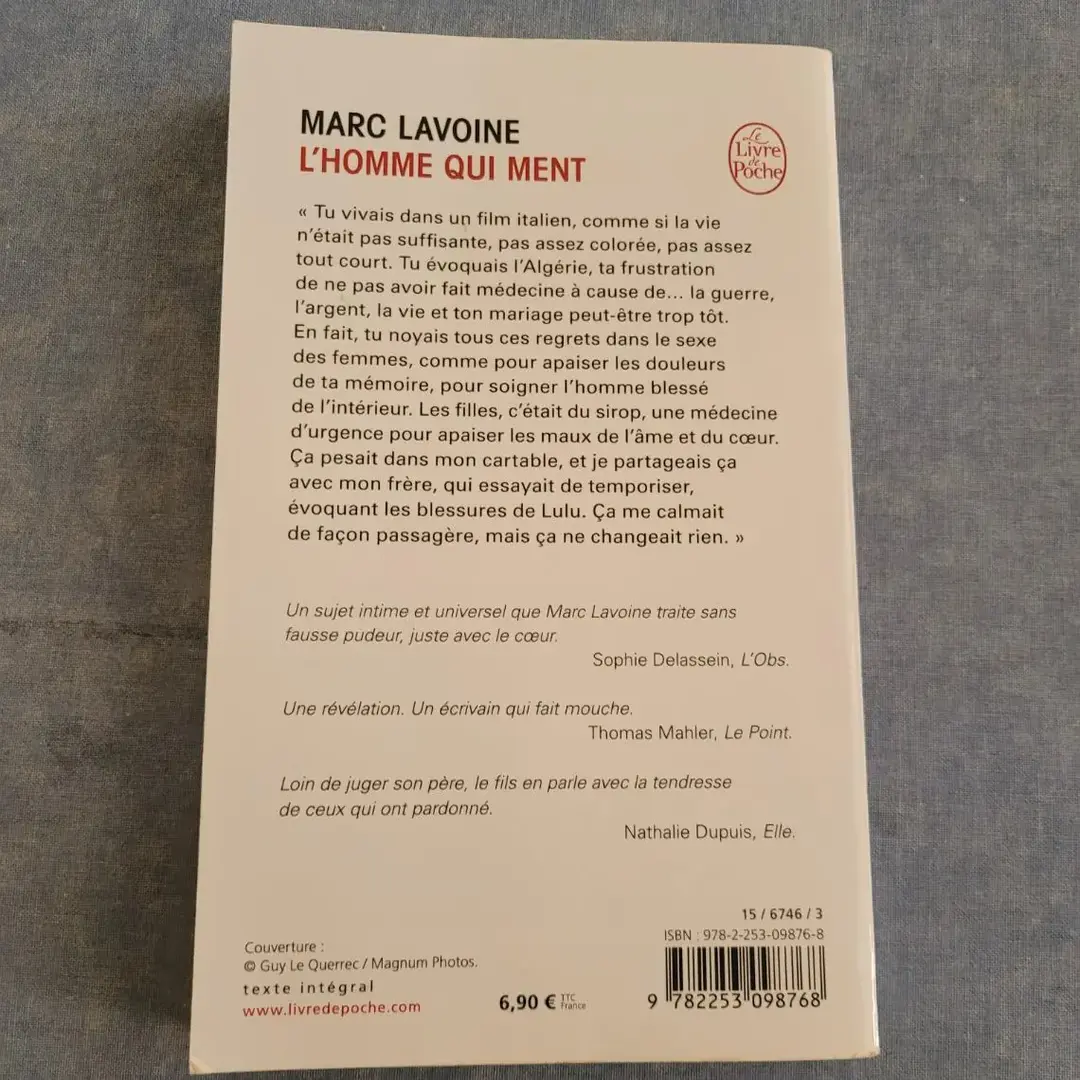 MARC LAVOINE
L'HOMME QUI MENT
Le
Livre
de
Poche
« Tu vivais dans un film italien, comme si la vie
n'était pas suffisante, pas assez colorée, pas assez
tout court. Tu évoquais l'Algérie, ta frustration
de ne pas avoir fait médecine à cause de... la guerre,
l'argent, la vie et ton mariage peut-être trop tôt.
En fait, tu noyais tous ces regrets dans le sexe
des femmes, comme pour apaiser les douleurs
de ta mémoire, pour soigner l'homme blessé
de l'intérieur. Les filles, c'était du sirop, une médecine
d'urgence pour apaiser les maux de l'âme et du cœur.
Ça pesait dans mon cartable, et je partageais ça
avec mon frère, qui essayait de temporiser,
évoquant les blessures de Lulu. Ça me calmait
de façon passagère, mais ça ne changeait rien. »
Un sujet intime et universel que Marc Lavoine traite sans
fausse pudeur, juste avec le cœur.
Sophie Delassein, L'Obs.
Une révélation. Un écrivain qui fait mouche.
Thomas Mahler, Le Point.
Loin de juger son père, le fils en parle avec la tendresse
de ceux qui ont pardonné.
Nathalie Dupuis, Elle.
Couverture :
© Guy Le Querrec / Magnum Photos.
texte intégral
www.livredepoche.com
6,90 € TTC
France
15 / 6746 / 3
ISBN : 978-2-253-09876-8
9 782253 098768